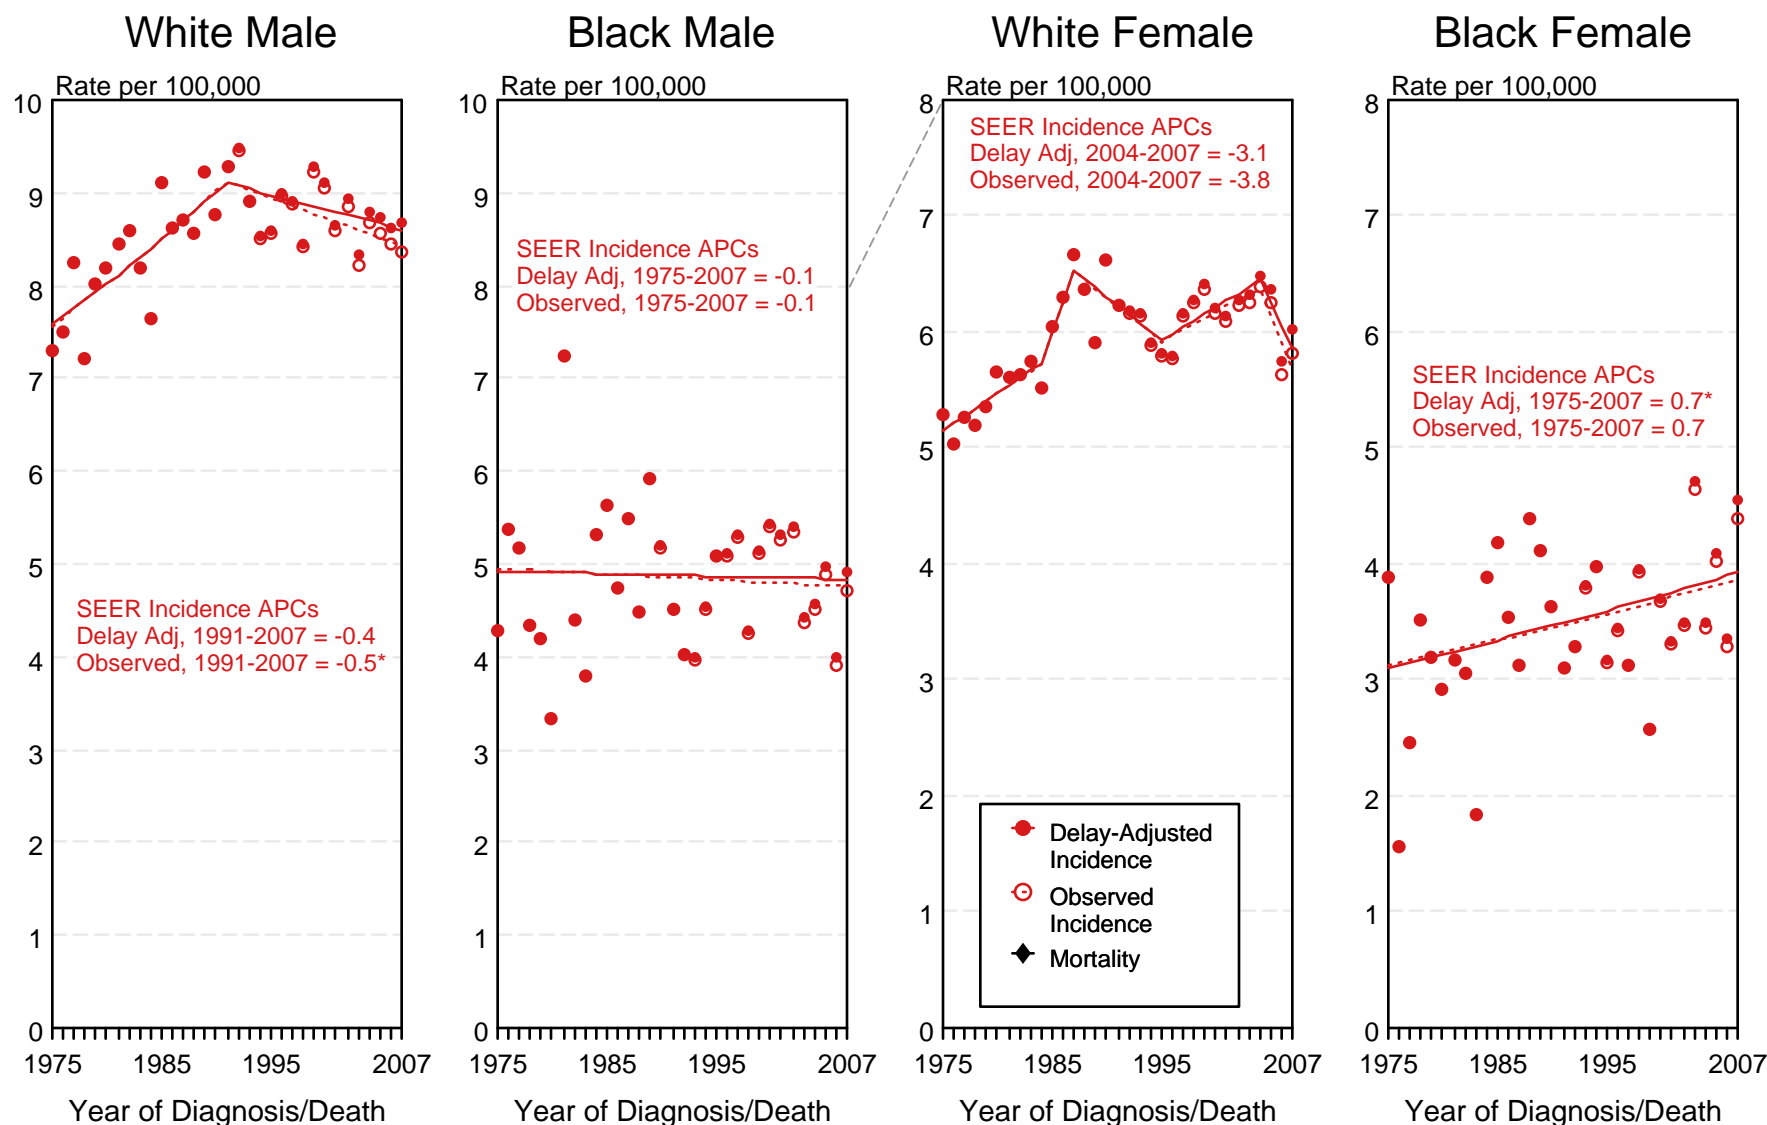 White Male
Black Male
White Female
Black Female
Rate per 100,000
10
9
8
7
6
5
4
3
2
1
0
SEER Incidence APCs
Delay Adj, 1991-2007 = -0.4
Observed, 1991-2007 = -0.5*
1975
1985
1995
2007
Year of Diagnosis/Death
Rate per 100,000
10
9
8
7
6
5
4
3
2
1
0
SEER Incidence APCs
Delay Adj, 1975-2007 = -0.1
Observed, 1975-2007 = -0.1
1975
1985
1995
2007
Year of Diagnosis/Death
Rate per 100,000
8
7
6
5
4
3
2
1
0
SEER Incidence APCs
Delay Adj, 2004-2007 = -3.1
Observed, 2004-2007 = -3.8
Delay-Adjusted
Incidence
Observed
Incidence
Mortality
1975
1985
1995
2007
Year of Diagnosis/Death
Rate per 100,000
8
7
6
5
4
3
2
1
0
SEER Incidence APCs
Delay Adj, 1975-2007 = 0.7*
Observed, 1975-2007 = 0.7
1975
1985
1995
2007
Year of Diagnosis/Death